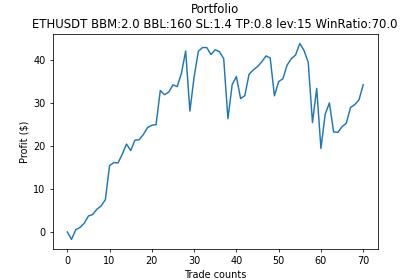 Portfolio
ETHUSDT BBM:2.0 BBL:160 SL:1.4 TP:0.8 lev:15 WinRatio:70.0
40
30
20
10
0
Profit ($)
0 10 20 30 40 50 60 70
Trade counts